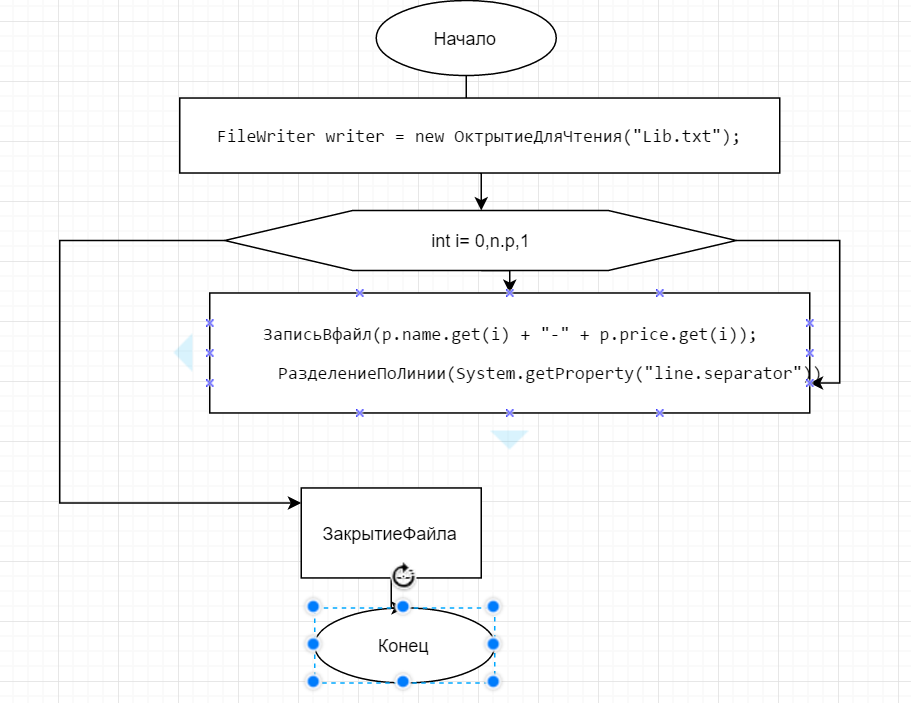 Начало
FileWriter writer = new ОктрытиеДляЧтения("Lib.txt");
int i= 0,n.p,1
ЗаписьВфайл(p.name.get(i) + "-" + p.price.get(i));
РазделениеПоЛинии(System.getProperty("line.separator"))
ЗакрытиеФайла
Конец